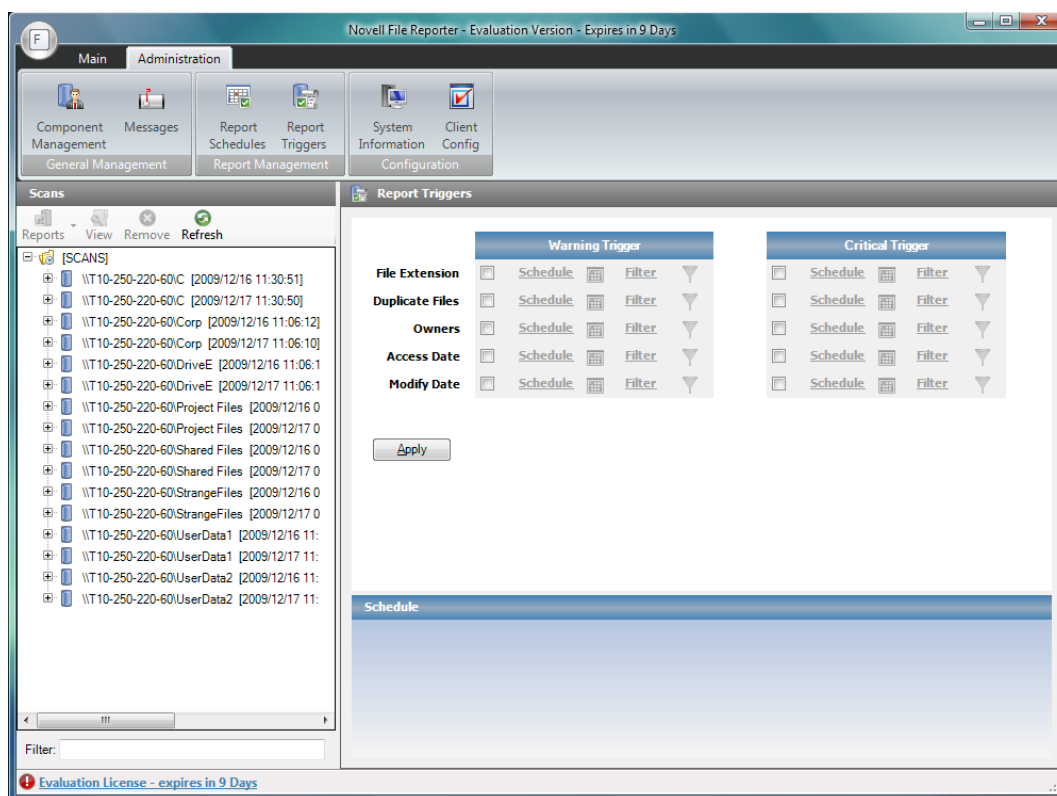 Novell File Reporter - Evaluation Version - Expires in 9 Days
F
Main Administration
Component Management
Messages
Report Schedules
Report Triggers
System Information
Client Config
General Management
Report Management
Configuration
Scans
Reports View Remove Refresh
[SCANS]
\\T10-250-220-60\C [2009/12/16 11:30:51]
\\T10-250-220-60\C [2009/12/17 11:30:50]
\\T10-250-220-60\Corp [2009/12/16 11:06:12]
\\T10-250-220-60\Corp [2009/12/17 11:06:10]
\\T10-250-220-60\DriveE [2009/12/16 11:06:1
\\T10-250-220-60\DriveE [2009/12/17 11:06:1
\\T10-250-220-60\Project Files [2009/12/16 0
\\T10-250-220-60\Project Files [2009/12/17 0
\\T10-250-220-60\Shared Files [2009/12/16 0
\\T10-250-220-60\Shared Files [2009/12/17 0
\\T10-250-220-60\StrangeFiles [2009/12/16 0
\\T10-250-220-60\StrangeFiles [2009/12/17 0
\\T10-250-220-60\UserData1 [2009/12/16 11:
\\T10-250-220-60\UserData1 [2009/12/17 11:
\\T10-250-220-60\UserData2 [2009/12/16 11:
\\T10-250-220-60\UserData2 [2009/12/17 11:
Filter:
Report Triggers
Warning Trigger Critical Trigger
File Extension Schedule Filter Schedule Filter
Duplicate Files Schedule Filter Schedule Filter
Owners Schedule Filter Schedule Filter
Access Date Schedule Filter Schedule Filter
Modify Date Schedule Filter Schedule Filter
Apply
Schedule
Evaluation License - expires in 9 Days